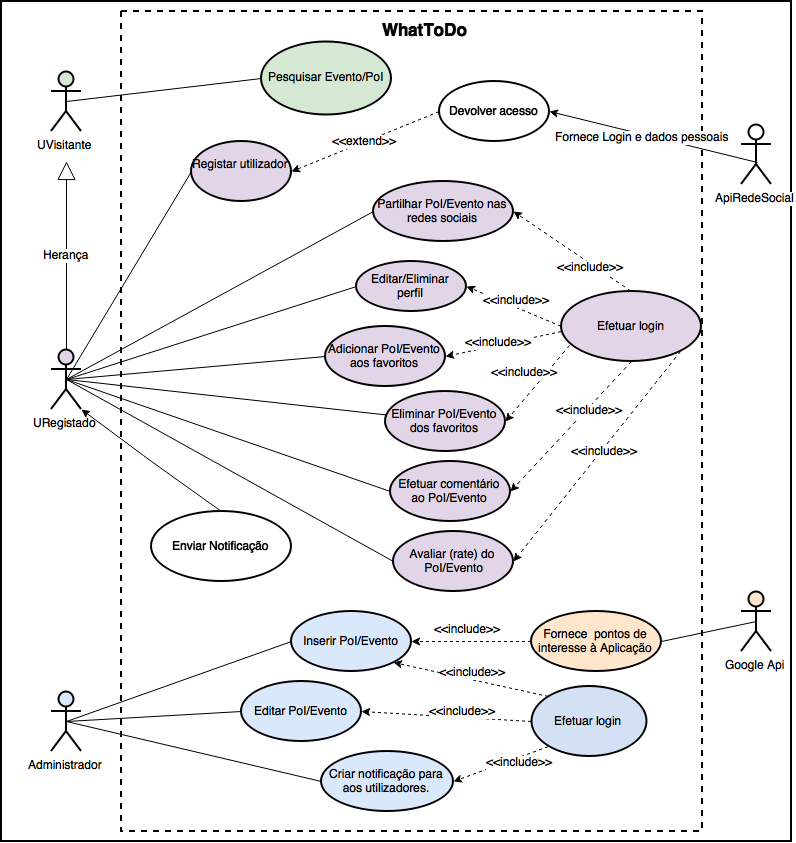 WhatToDo
Pesquisar Evento/PoI
UVisitante
Devolver acesso
<<extend>>
Fornece Login e dados pessoais
Registar utilizador
ApiRedeSocial
Partilhar PoI/Evento nas
redes sociais
Herança
<<include>>
Editar/Eliminar
perfil
<<include>>
Efetuar login
Adicionar PoI/Evento
aos favoritos
<<include>>
<<include>>
URegistado
Eliminar PoI/Evento
dos favoritos
<<include>>
<<include>>
Efetuar comentário
ao PoI/Evento
Enviar Notificação
Avaliar (rate) do
PoI/Evento
Inserir PoI/Evento
<<include>>
Fornece pontos de
interesse à Aplicação
Google Api
<<include>>
Editar PoI/Evento
<<include>>
Efetuar login
Administrador
<<include>>
Criar notificação para
aos utilizadores.